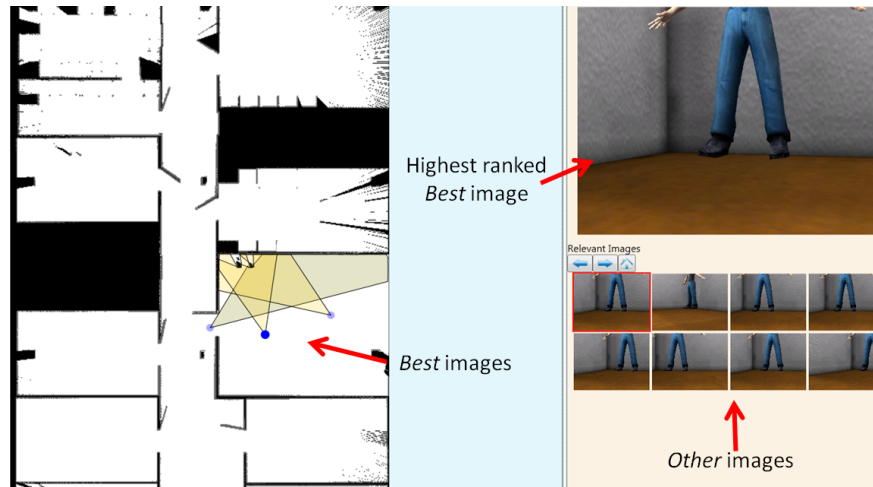 Highest ranked
Best image
Relevant Images
Best images
Other images